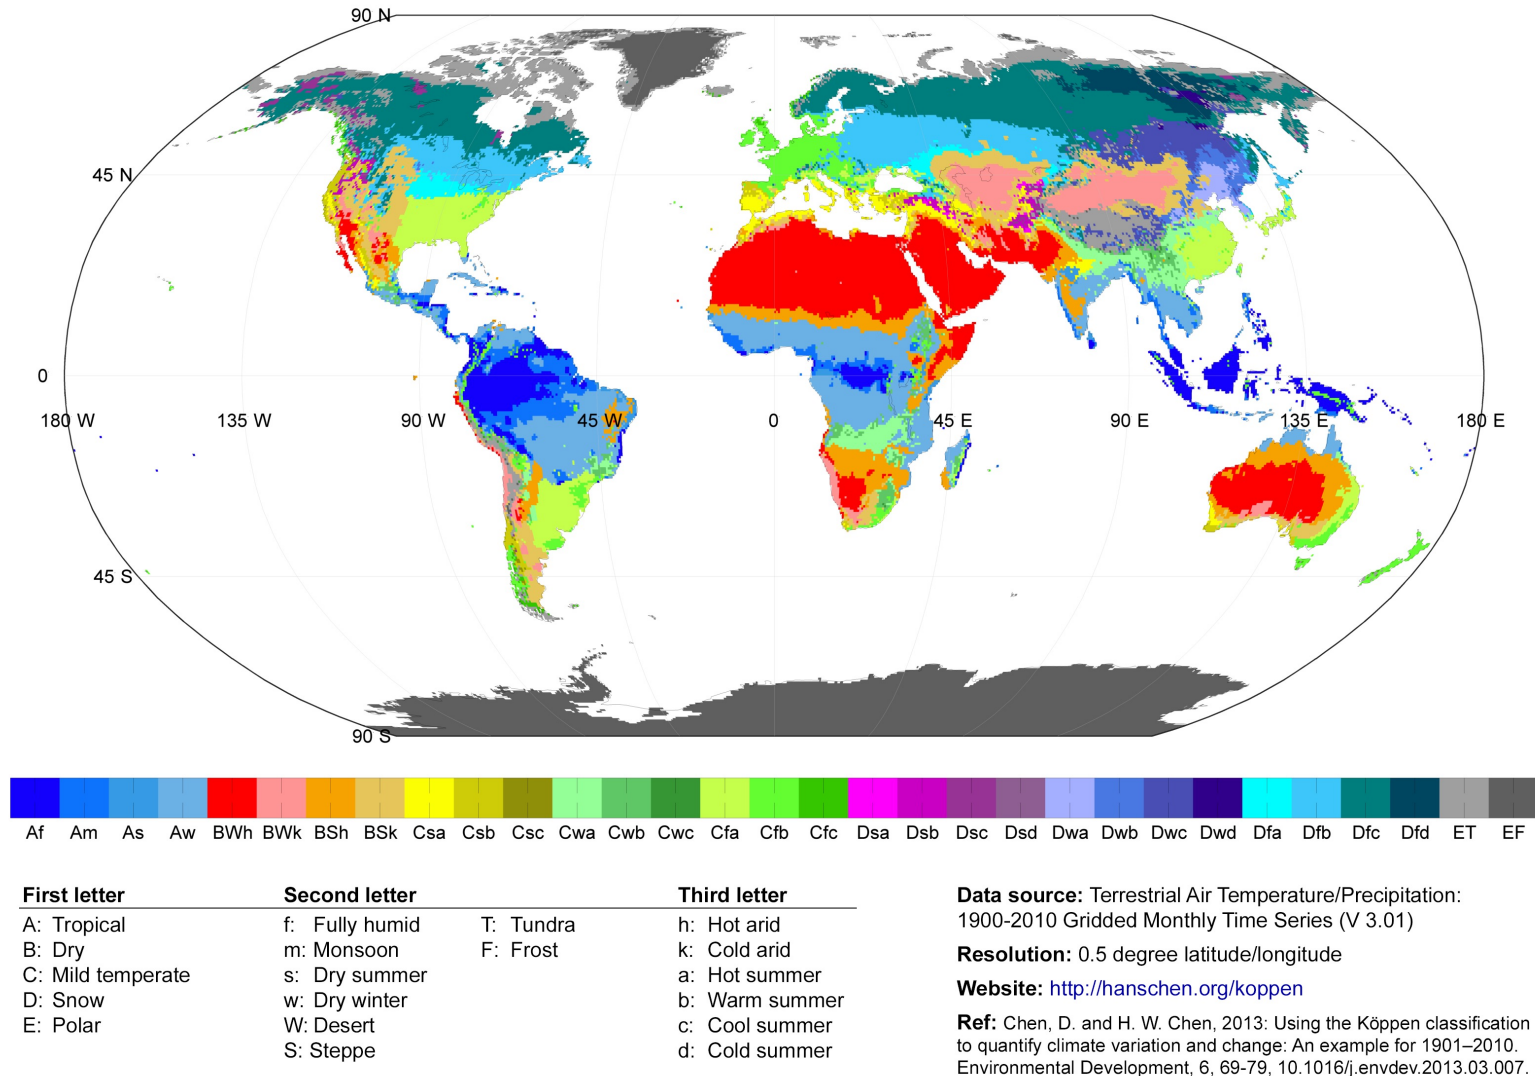 90 N
45 N
0
180 W
135 W
90 W
45 W
0
45 E
90 E
135 E
180 E
45 S
90 S
Af Am As Aw BWh BWk BSh BSk Csa Csb Csc Cwa Cwb Cwc Cfa Cfb Cfc Dsa Dsb Dsc Dsd Dwa Dwb Dwc Dwd Dfa Dfb Dfc Dfd ET EF
First letter
A: Tropical
B: Dry
C: Mild temperate
D: Snow
E: Polar
Second letter
f: Fully humid
m: Monsoon
s: Dry summer
w: Dry winter
W: Desert
S: Steppe
T: Tundra
F: Frost
Third letter
h: Hot arid
k: Cold arid
a: Hot summer
b: Warm summer
c: Cool summer
d: Cold summer
Data source: Terrestrial Air Temperature/Precipitation:
1900-2010 Gridded Monthly Time Series (V 3.01)
Resolution: 0.5 degree latitude/longitude
Website: http://hanschen.org/koppen
Ref: Chen, D. and H. W. Chen, 2013: Using the Köppen classification
to quantify climate variation and change: An example for 1901–2010.
Environmental Development, 6, 69-79, 10.1016/j.envdev.2013.03.007.